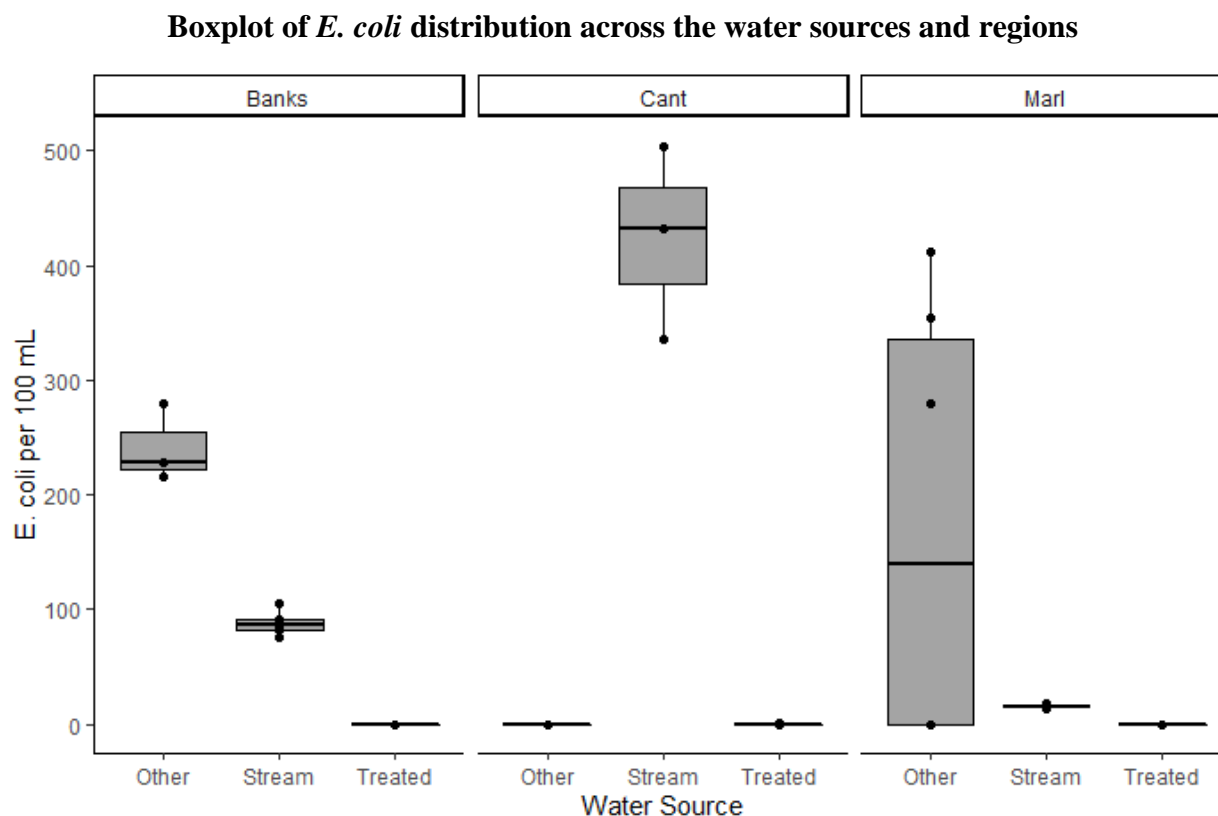 Boxplot of E. coli distribution across the water sources and regions
Banks Cant Marl
E. coli per 100 mL
500
400
300
200
100
0
Other Stream Treated Other Stream Treated Other Stream Treated
Water Source